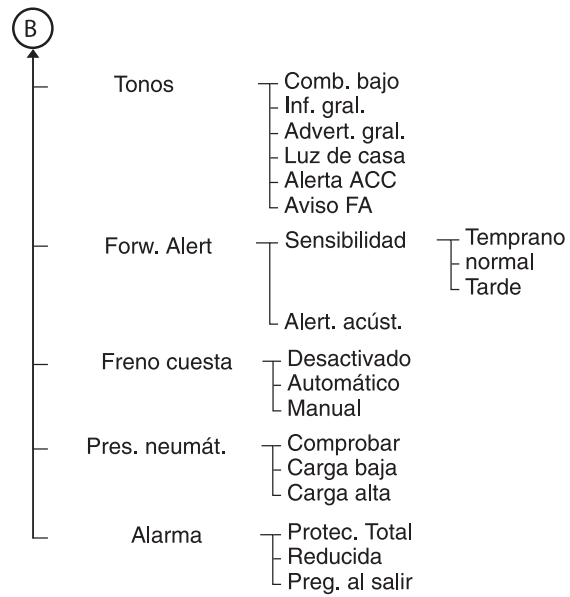 B
Tonos
Comb. bajo
Inf. gral.
Advert. gral.
Luz de casa
Alerta ACC
Aviso FA
Forw. Alert
Sensibilidad
Temprano
normal
Tarde
Alert. acúst.
Freno cuesta
Desactivado
Automático
Manual
Pres. neumát.
Comprobar
Carga baja
Carga alta
Alarma
Protec. Total
Reducida
Preg. al salir